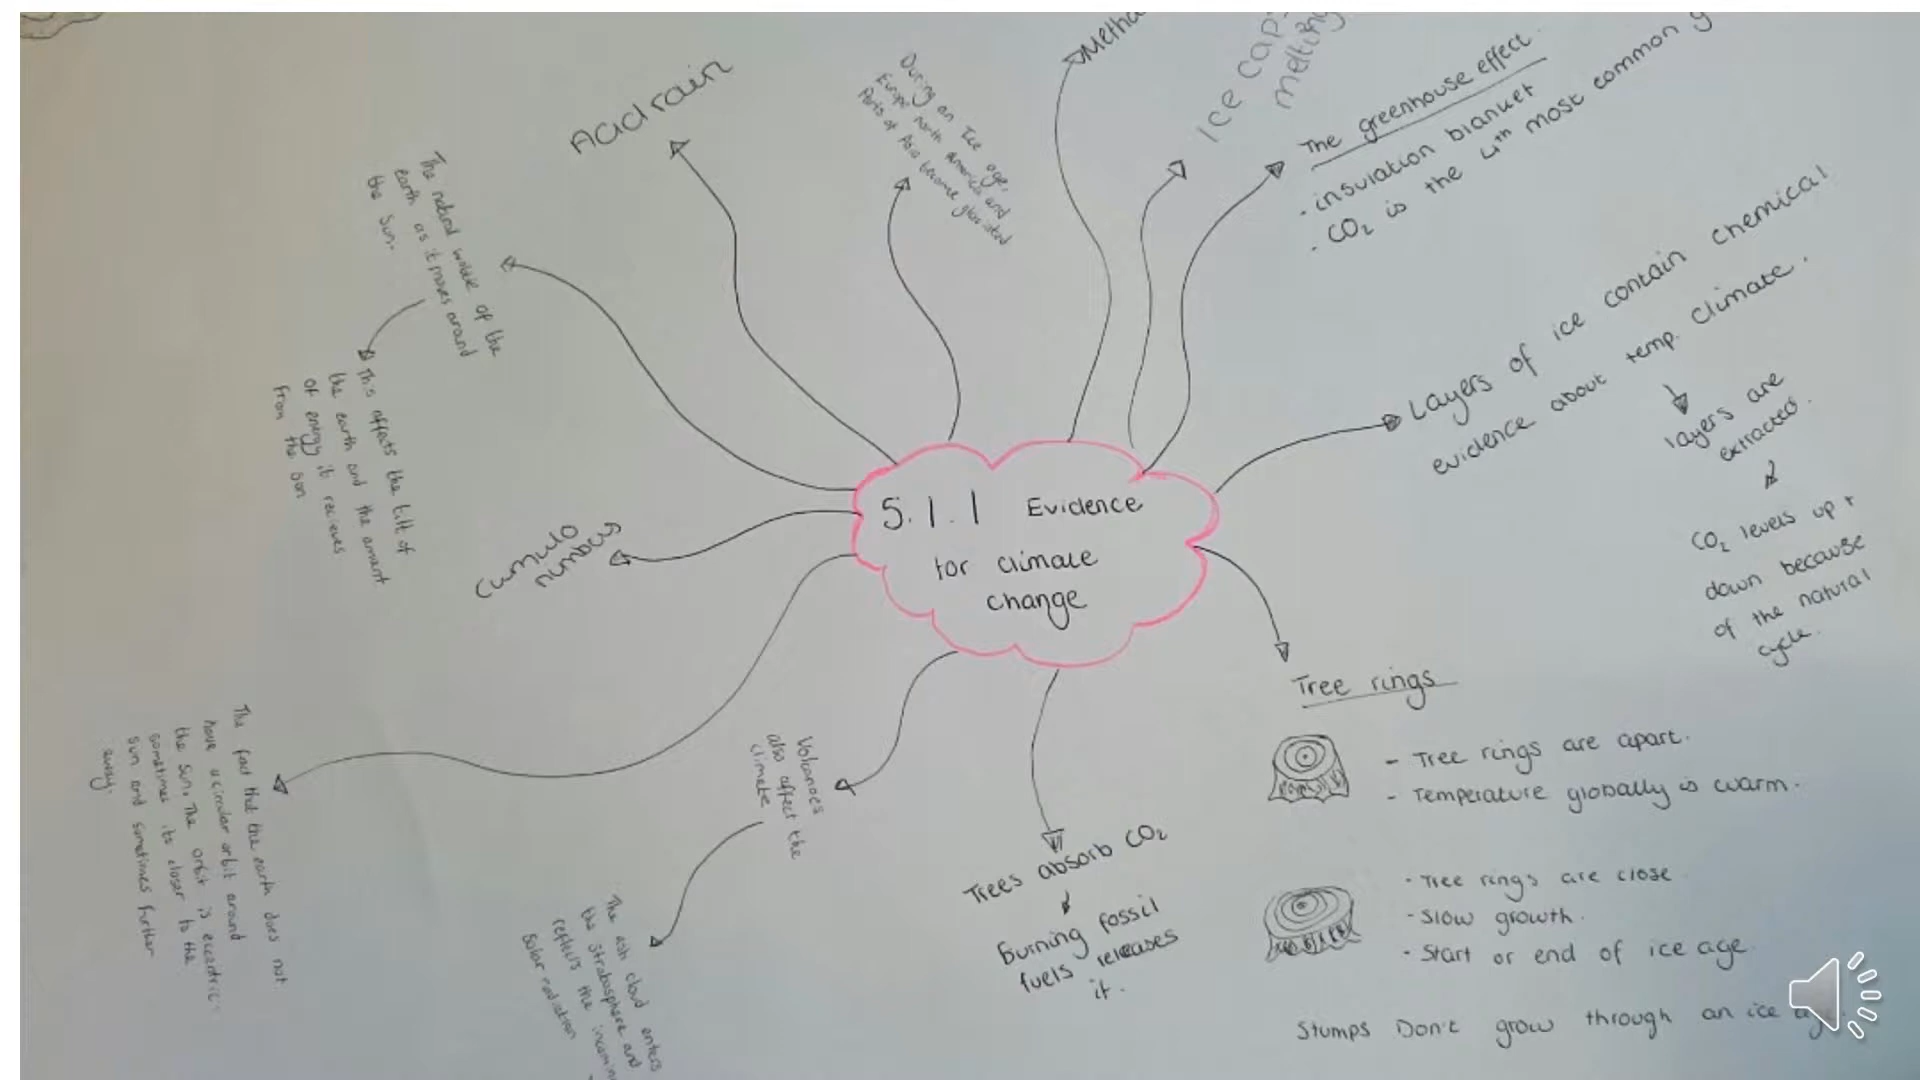 5.1.1 Evidence
for climate
change
Acid rain
During an Ice age,
Europe north America and
Parts of Asia become glaciated
Ice caps
melting
The greenhouse effect.
- insulation blanket
- CO2 is the 4th most common g
Layers of ice contain chemical
evidence about temp. climate.
layers are
extracted.
CO2 levels up +
down because
of the natural
cycle.
Tree rings
- Tree rings are apart.
- Temperature globally is warm.
- Tree rings are close
- Slow growth.
- Start or end of ice age
Stumps Don't grow through an ice
Trees absorb CO2
Burning fossil
fuels releases
it.
Volcanoes
also affect the
climate
The ash cloud enters
the Stratosphere and
reflects the
Solar radiation
The fact that the earth does not
have a circular orbit around
the sun. The orbit is eccentric.
sometimes its closer to the
sun and sometimes further
away.
Cumulo
numbus
The natural wobble of the
earth as it moves around
the Sun.
This affects the tilt of
the earth and the amount
of energy it recieves
from the sun